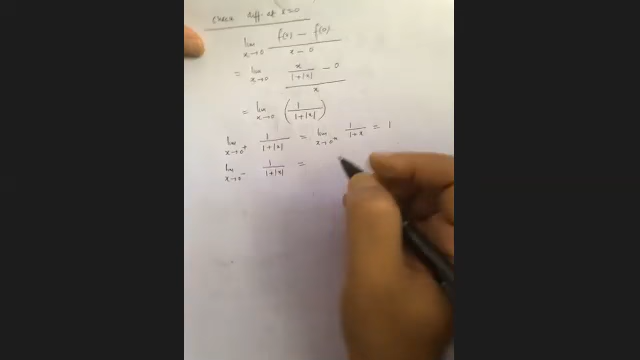 Check diff. at x=0
lim x→0 f(x) − f(0) / x − 0
= lim x→0 x/(1+|x|) − 0 / x
= lim x→0 (1/(1+|x|))
lim x→0⁺ 1/(1+|x|) = lim x→0⁺ 1/(1+x) = 1
lim x→0⁻ 1/(1+|x|) =